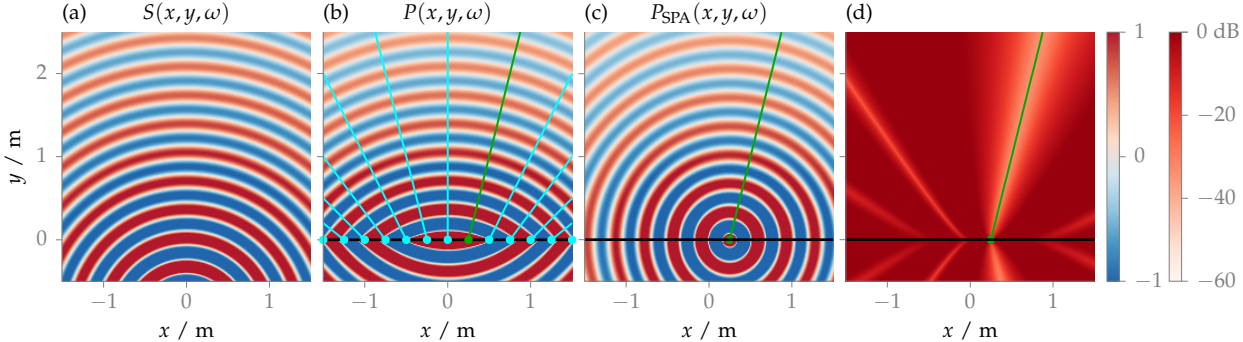 (a) S(x, y, ω) (b) P(x, y, ω) (c) P_SPA(x, y, ω) (d)
2
1
0
y / m
−1 0 1
−1 0 1
−1 0 1
−1 0 1
x / m x / m x / m x / m
1
0
−1
0 dB
−20
−40
−60